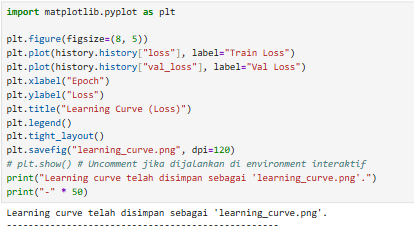 import matplotlib.pyplot as plt
plt.figure(figsize=(8, 5))
plt.plot(history.history["loss"], label="Train Loss")
plt.plot(history.history["val_loss"], label="Val Loss")
plt.xlabel("Epoch")
plt.ylabel("Loss")
plt.title("Learning Curve (Loss)")
plt.legend()
plt.tight_layout()
plt.savefig("learning_curve.png", dpi=120)
# plt.show() # Uncomment jika dijalankan di environment interaktif
print("Learning curve telah disimpan sebagai 'learning_curve.png'.")
print("-" * 50)
Learning curve telah disimpan sebagai 'learning_curve.png'.
--------------------------------------------------